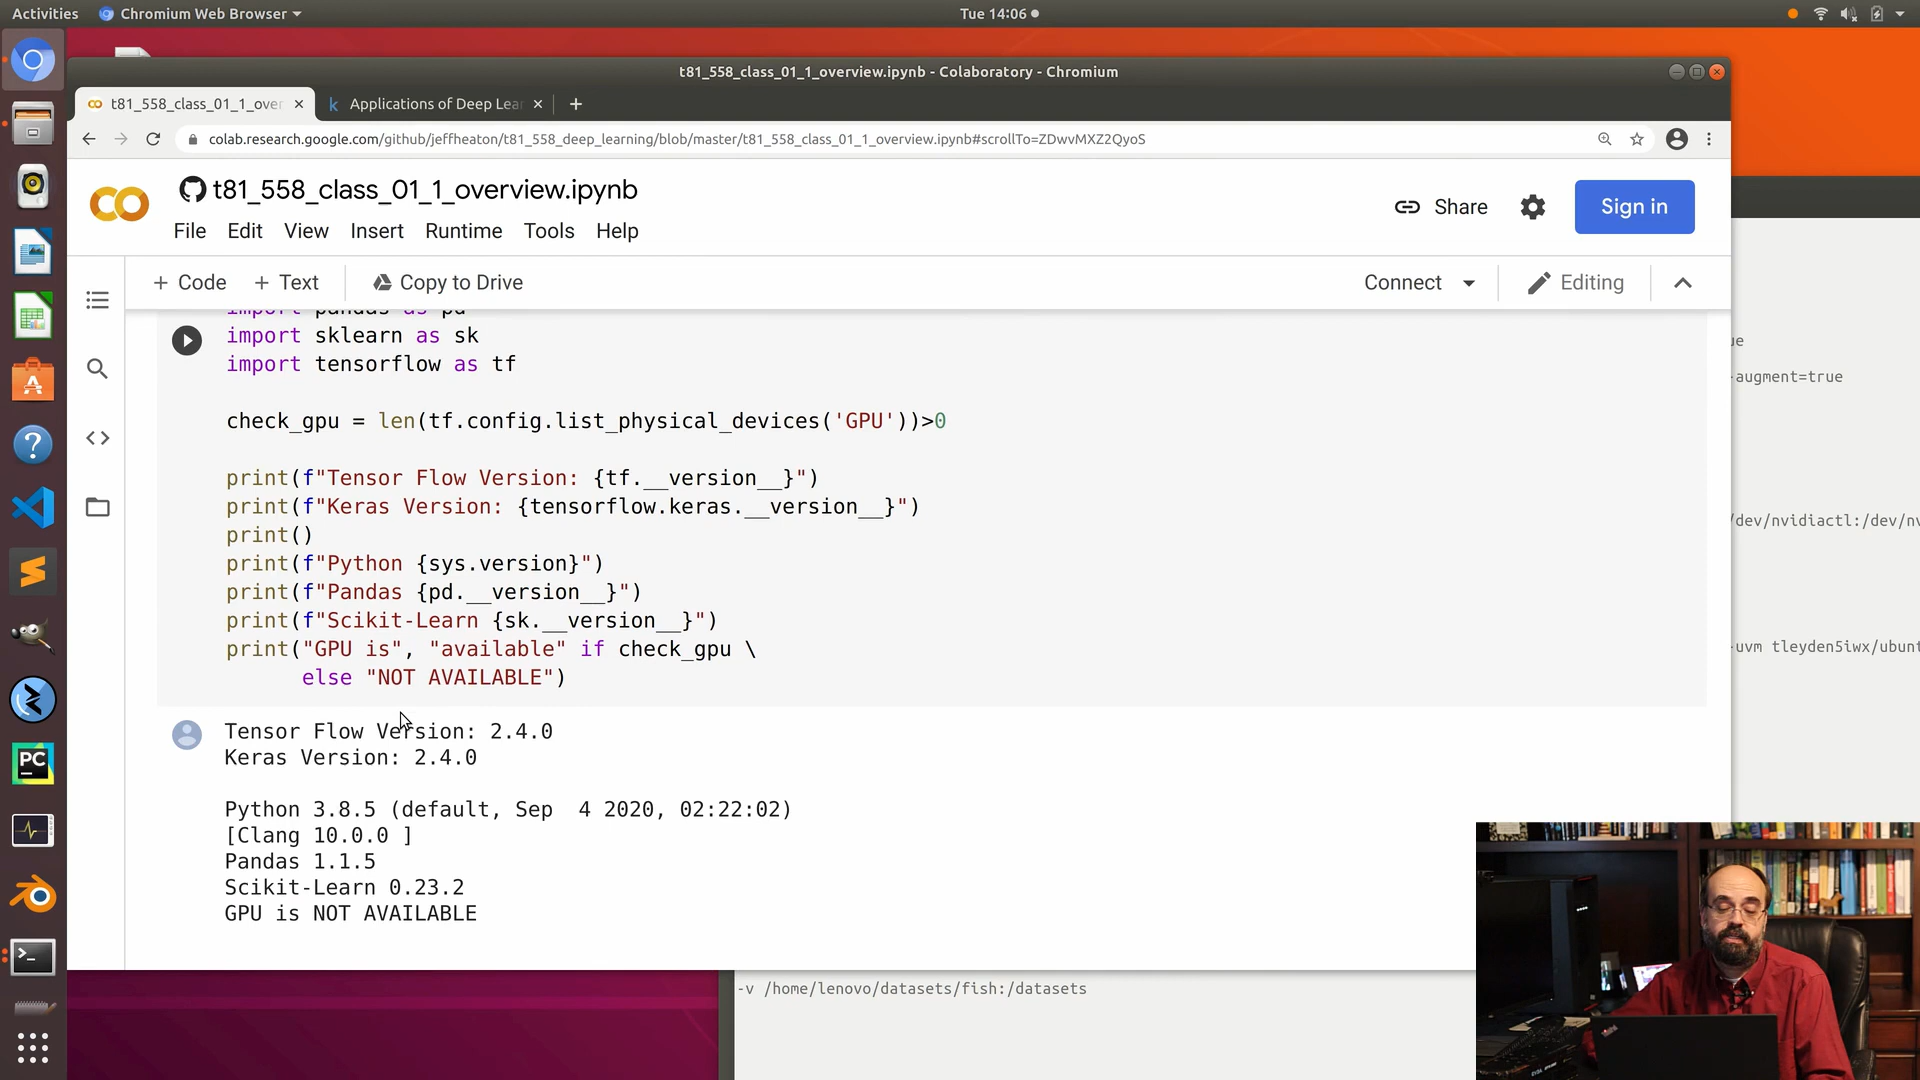 Activities
Chromium Web Browser
Tue 14:06
t81_558_class_01_1_overview.ipynb - Colaboratory - Chromium
t81_558_class_01_1_over
Applications of Deep Lear
colab.research.google.com/github/jeffheaton/t81_558_deep_learning/blob/master/t81_558_class_01_1_overview.ipynb#scrollTo=ZDwvMXZ2QyoS
t81_558_class_01_1_overview.ipynb
Share
Sign in
File Edit View Insert Runtime Tools Help
+ Code + Text
Copy to Drive
Connect
Editing
import pandas as pd
import sklearn as sk
import tensorflow as tf
check_gpu = len(tf.config.list_physical_devices('GPU'))>0
print(f"Tensor Flow Version: {tf.__version__}")
print(f"Keras Version: {tensorflow.keras.__version__}")
print()
print(f"Python {sys.version}")
print(f"Pandas {pd.__version__}")
print(f"Scikit-Learn {sk.__version__}")
print("GPU is", "available" if check_gpu \
else "NOT AVAILABLE")
Tensor Flow Version: 2.4.0
Keras Version: 2.4.0
Python 3.8.5 (default, Sep  4 2020, 02:22:02)
[Clang 10.0.0 ]
Pandas 1.1.5
Scikit-Learn 0.23.2
GPU is NOT AVAILABLE
ue
-augment=true
/dev/nvidiactl:/dev/nv
-uvm tleyden5iwx/ubunt
-v /home/lenovo/datasets/fish:/datasets
PC